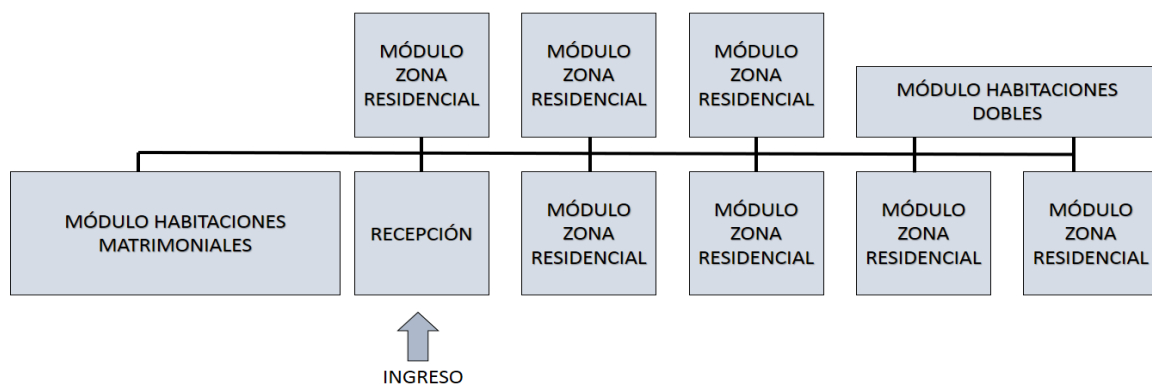 MÓDULO
ZONA
RESIDENCIAL
MÓDULO
ZONA
RESIDENCIAL
MÓDULO
ZONA
RESIDENCIAL
MÓDULO HABITACIONES
DOBLES
MÓDULO HABITACIONES
MATRIMONIALES
RECEPCIÓN
MÓDULO
ZONA
RESIDENCIAL
MÓDULO
ZONA
RESIDENCIAL
MÓDULO
ZONA
RESIDENCIAL
MÓDULO
ZONA
RESIDENCIAL
INGRESO